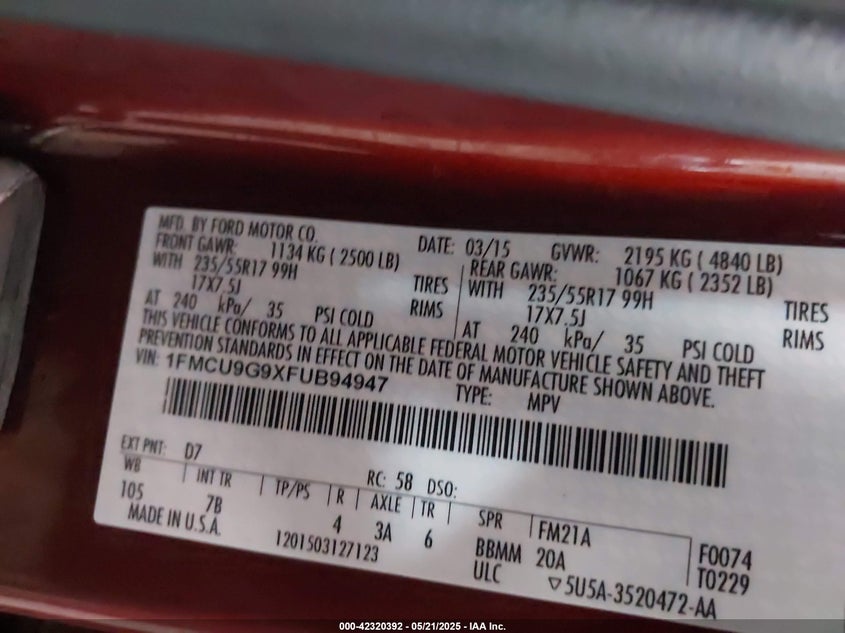 MFD. BY FORD MOTOR CO.
DATE: 03/15 GVWR: 2195 KG ( 4840 LB)
FRONT GAWR: 1134 KG ( 2500 LB) REAR GAWR: 1067 KG ( 2352 LB)
WITH 235/55R17 99H TIRES WITH 235/55R17 99H TIRES
17X7.5J RIMS 17X7.5J RIMS
AT 240 kPa/ 35 PSI COLD AT 240 kPa/ 35 PSI COLD
THIS VEHICLE CONFORMS TO ALL APPLICABLE FEDERAL MOTOR VEHICLE SAFETY AND THEFT
PREVENTION STANDARDS IN EFFECT ON THE DATE OF MANUFACTURE SHOWN ABOVE.
VIN: 1FMCU9G9XFUB94947 TYPE: MPV
EXT PNT: D7 RC: 58 DSO:
WB INT TR TP/PS R AXLE TR SPR FM21A F0074
105 7B 4 3A 6 BBMM 20A T0229
MADE IN U.S.A. 1201503127123 ULC ▽5U5A-3520472-AA
000-42320392 - 05/21/2025 - IAA Inc.